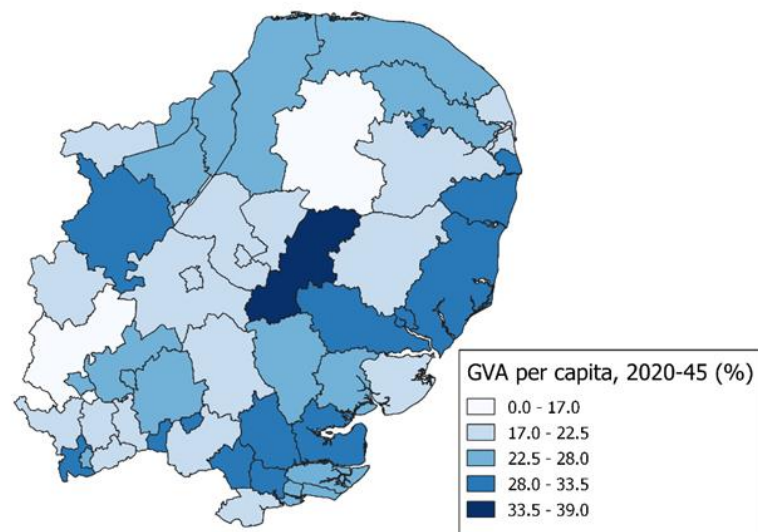 GVA per capita, 2020-45 (%)
0.0 - 17.0
17.0 - 22.5
22.5 - 28.0
28.0 - 33.5
33.5 - 39.0